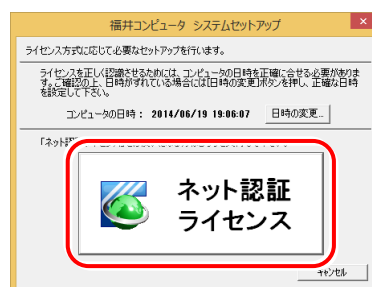 福井コンピュータ システムセットアップ
ライセンス方式に応じて必要なセットアップを行います。
ライセンスを正しく認識させるためには、コンピュータの日時を正確に合せる必要がありま
す。ご確認の上、日時がずれている場合には[日時の変更]ボタンを押し、正確な日時
を設定して下さい。
コンピュータの日時： 2014/06/19 19:06:07 日時の変更...
「ネット認
ネット認証
ライセンス
キャンセル